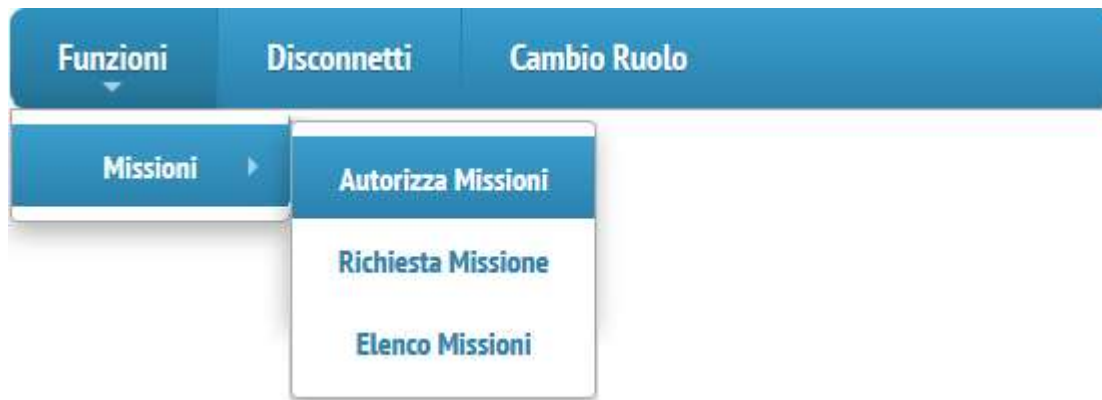 Funzioni Disconnetti Cambio Ruolo
Missioni
Autorizza Missioni
Richiesta Missione
Elenco Missioni